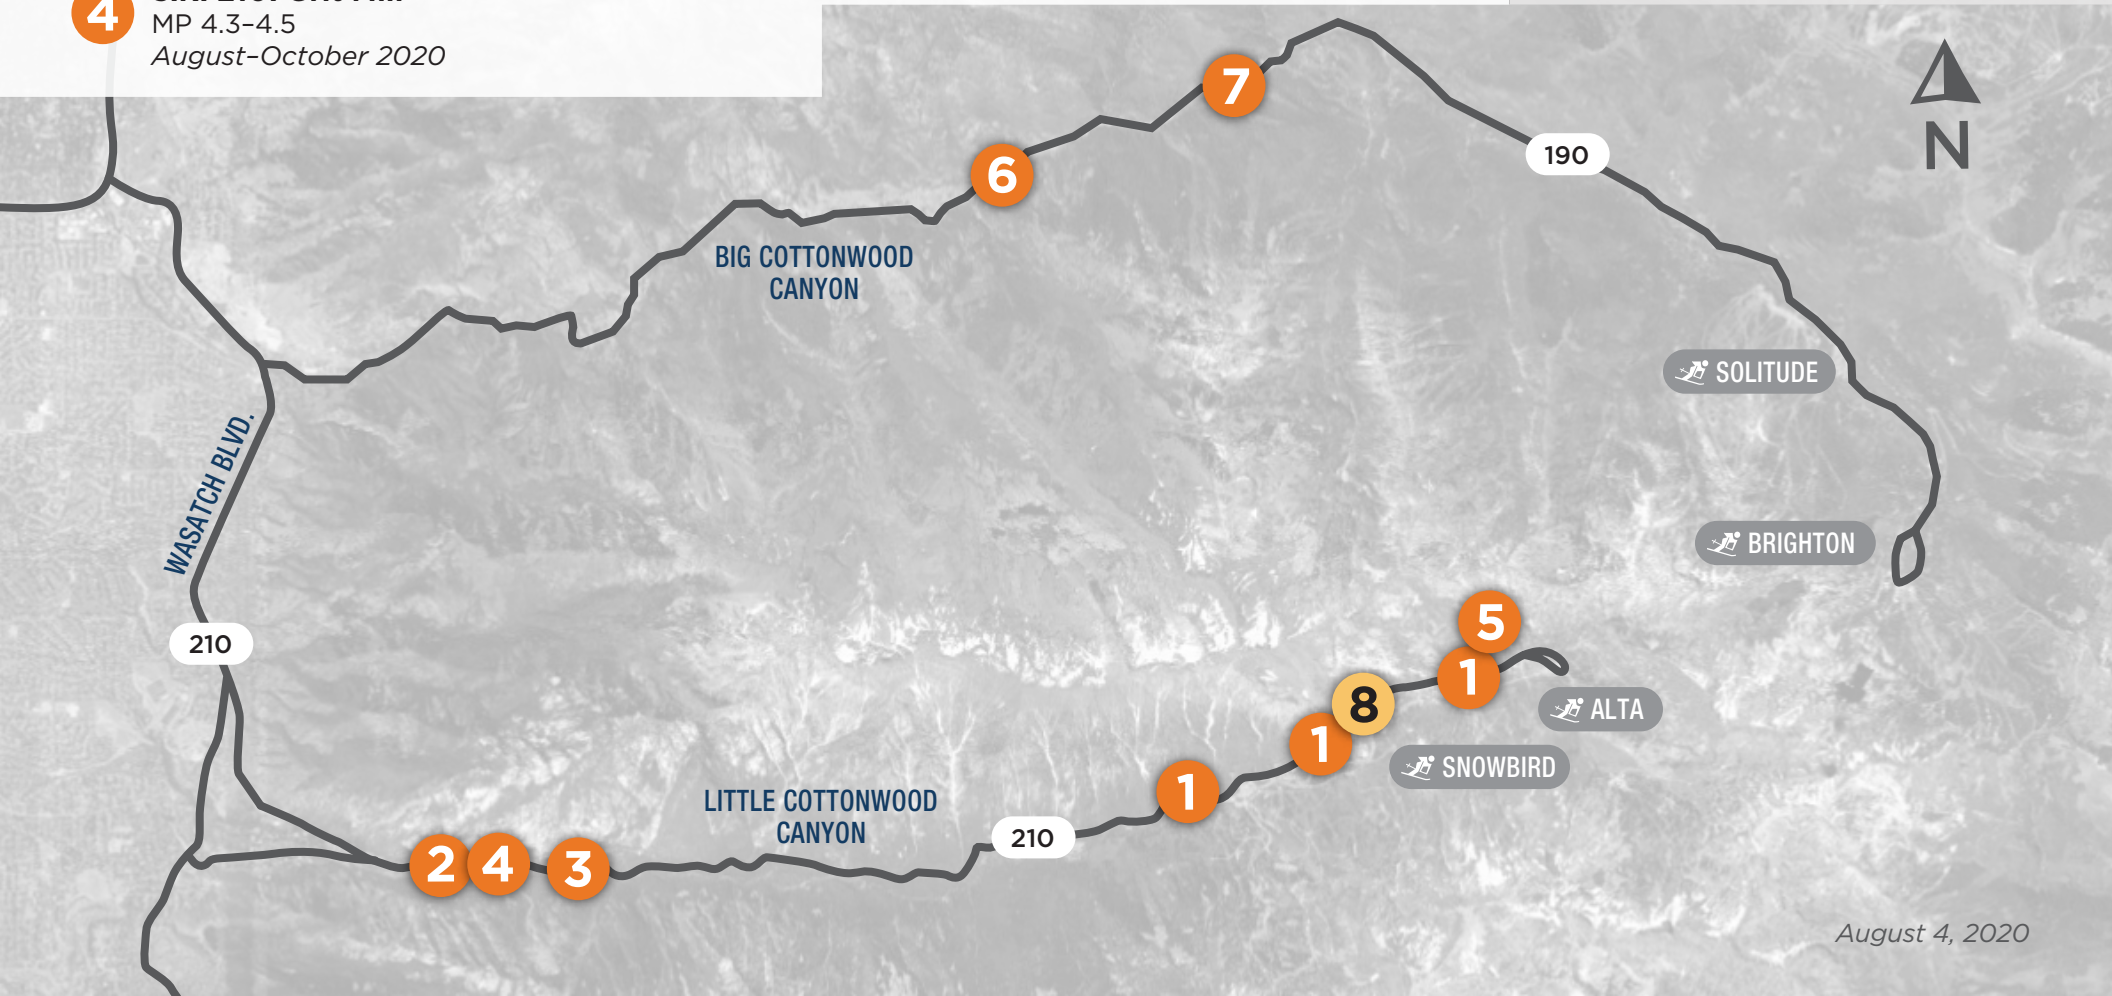 4
MP 4.3–4.5
August–October 2020
7
N
190
6
BIG COTTONWOOD
CANYON
SOLITUDE
WASATCH BLVD.
BRIGHTON
5
210
1
8
ALTA
1
SNOWBIRD
1
LITTLE COTTONWOOD
CANYON
210
2
4
3
August 4, 2020